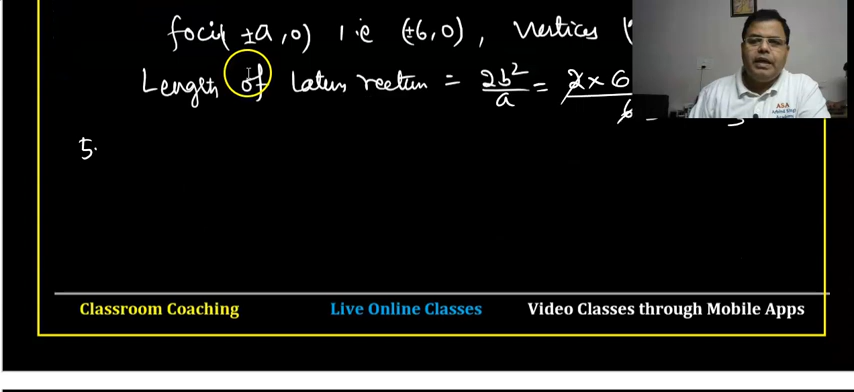 foci (±a, 0) i.e (±6, 0), vertices (
Length of Latus rectum = 2b²/a = 2 × 6
5.
ASA
Classroom Coaching Live Online Classes Video Classes through Mobile Apps